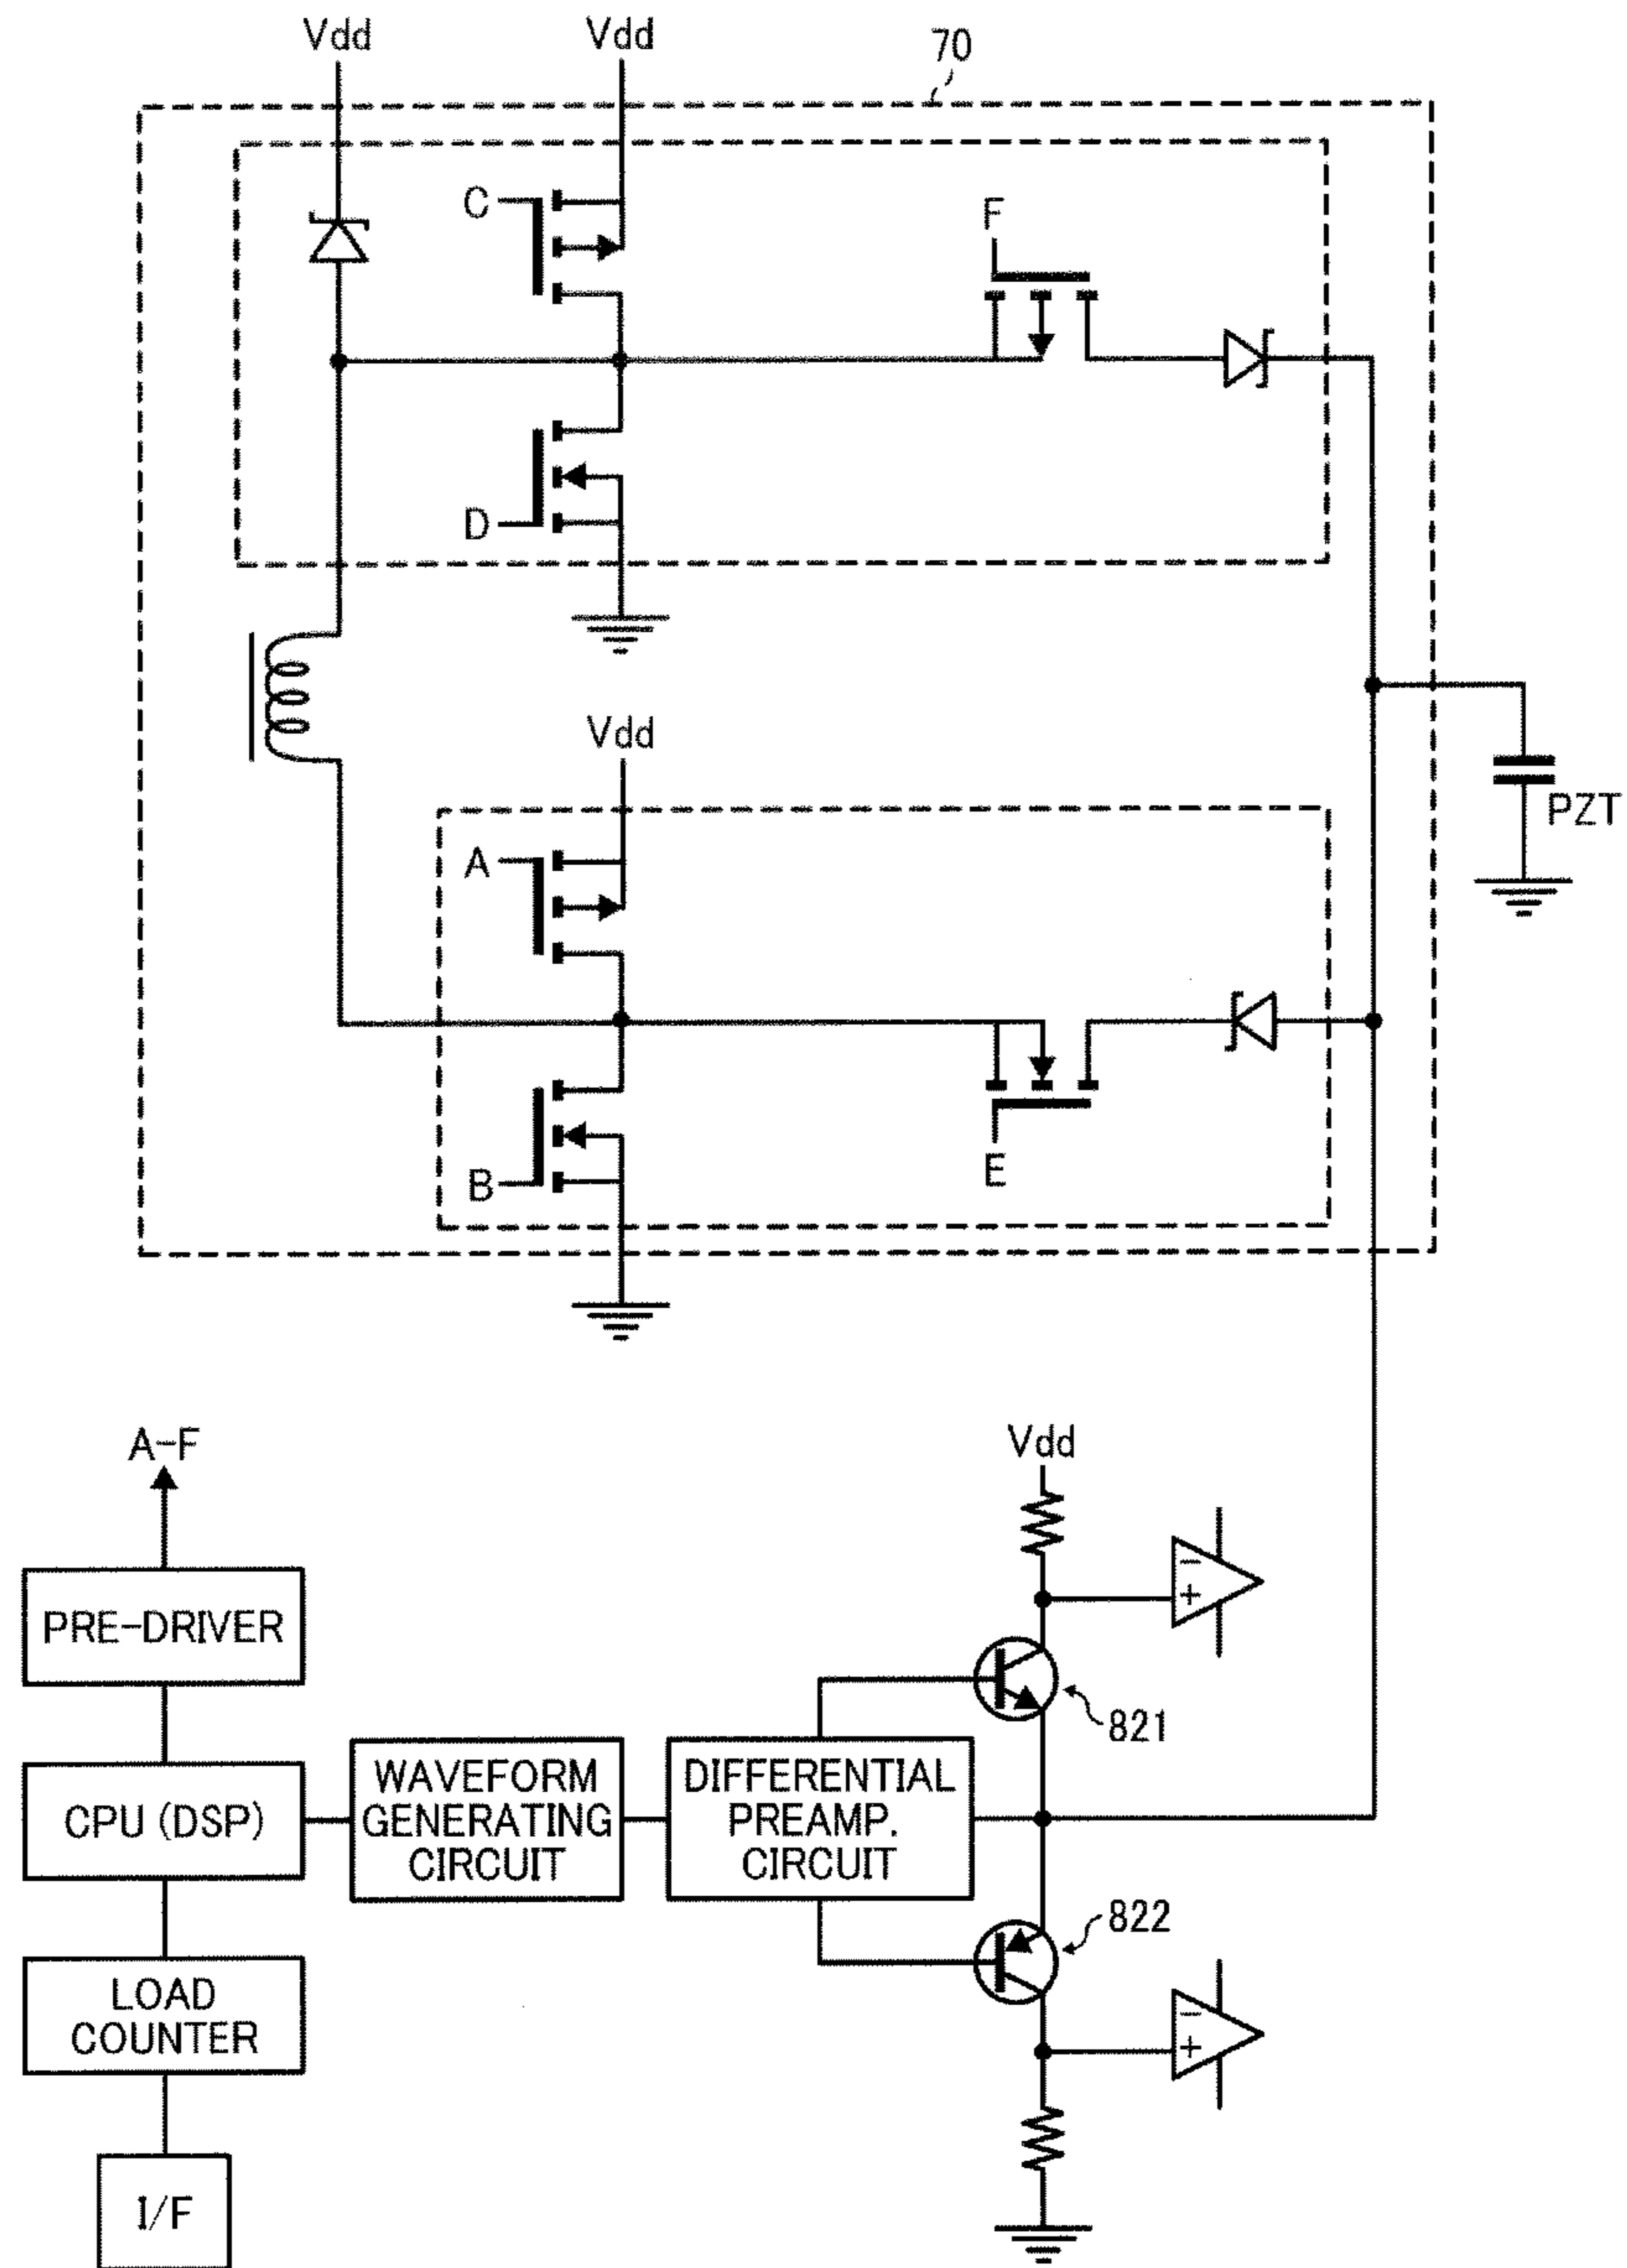 Vdd
Vdd
70
C
F
D
Vdd
PZT
A
B
E
A-F
Vdd
PRE-DRIVER
821
CPU (DSP)
WAVEFORM
GENERATING
CIRCUIT
DIFFERENTIAL
PREAMP.
CIRCUIT
822
LOAD
COUNTER
I/F
−
+
−
+